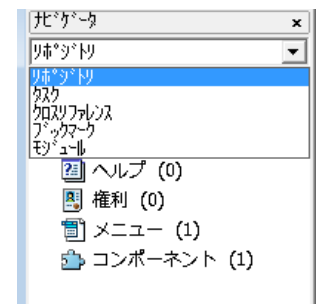 ﾅﾋﾞｹﾞｰﾀ
ﾘﾎﾟｼﾞﾄﾘ
ﾘﾎﾟｼﾞﾄﾘ
ﾀｽｸ
ｸﾛｽﾘﾌｧﾚﾝｽ
ﾌﾞｯｸﾏｰｸ
ﾓｼﾞｭｰﾙ
ヘルプ (0)
権利 (0)
メニュー (1)
コンポーネント (1)